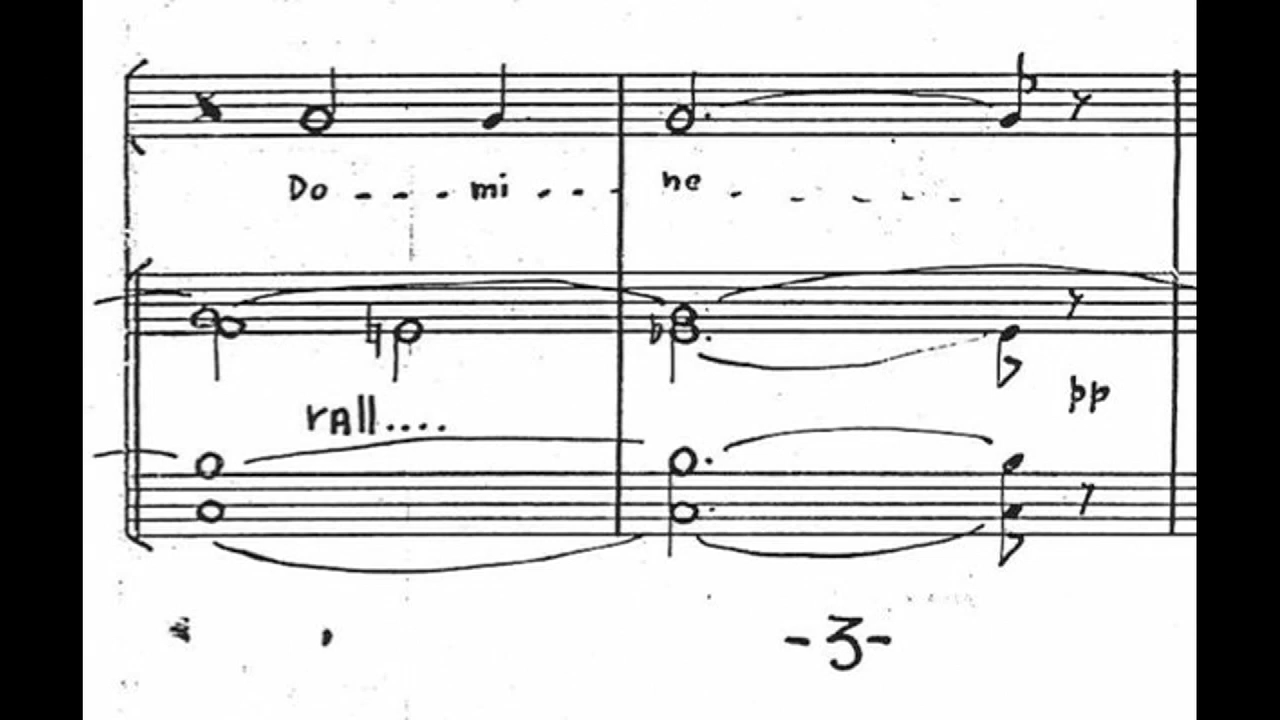 Do - - - mi - - - ne - - - - -
rAll....
pp
-3-